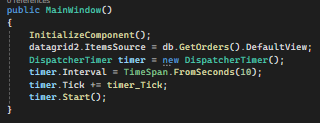 0 references
public MainWindow()
{
InitializeComponent();
datagrid2.ItemsSource = db.GetOrders().DefaultView;
DispatcherTimer timer = new DispatcherTimer();
timer.Interval = TimeSpan.FromSeconds(10);
timer.Tick += timer_Tick;
timer.Start();
}